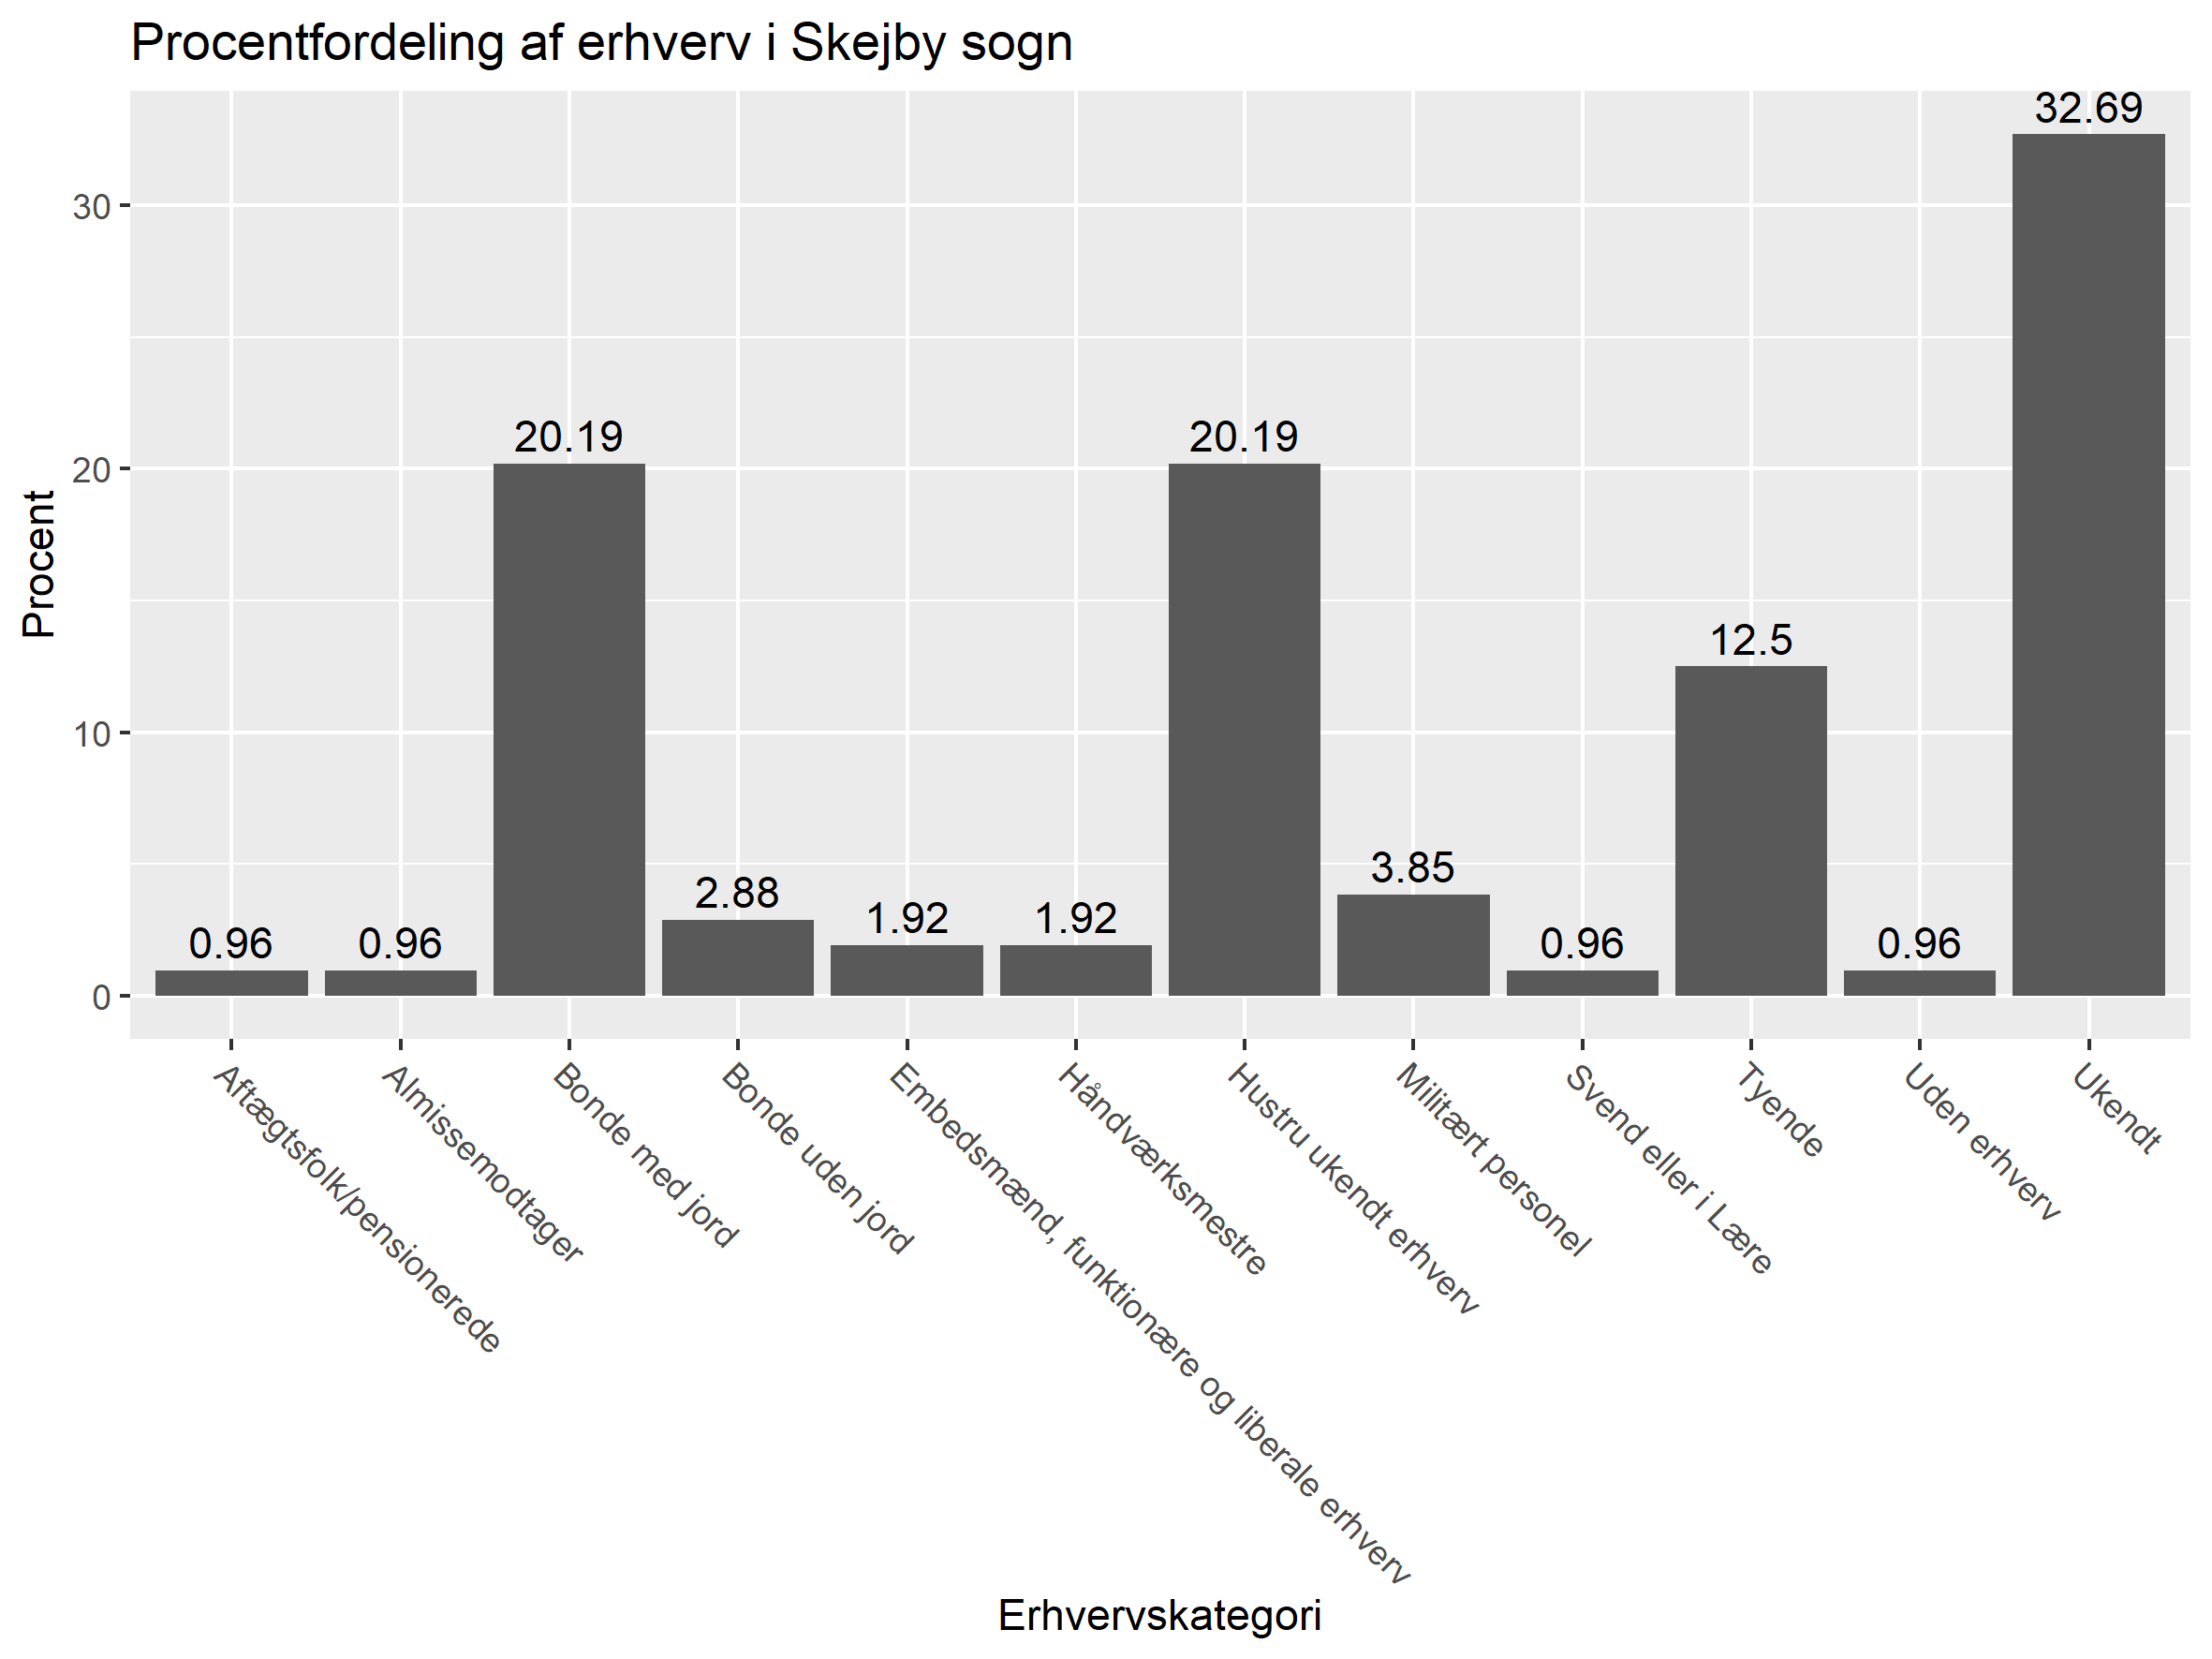 Procentfordeling af erhverv i Skejby sogn
Procent
30
20
10
0
0.96
0.96
20.19
2.88
1.92
1.92
20.19
3.85
0.96
12.5
0.96
32.69
Aftægtsfolk/pensionerede
Almissemodtager
Bonde med jord
Bonde uden jord
Embedsmænd, funktionære og liberale erhverv
Håndværksmestre
Hustru ukendt erhverv
Militært personel
Svend eller i Lære
Tyende
Uden erhverv
Ukendt
Erhvervskategori